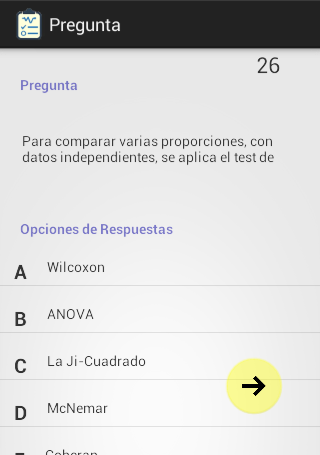 Pregunta
26
Pregunta
Para comparar varias proporciones, con
datos independientes, se aplica el test de
Opciones de Respuestas
A Wilcoxon
B ANOVA
C La Ji-Cuadrado
D McNemar